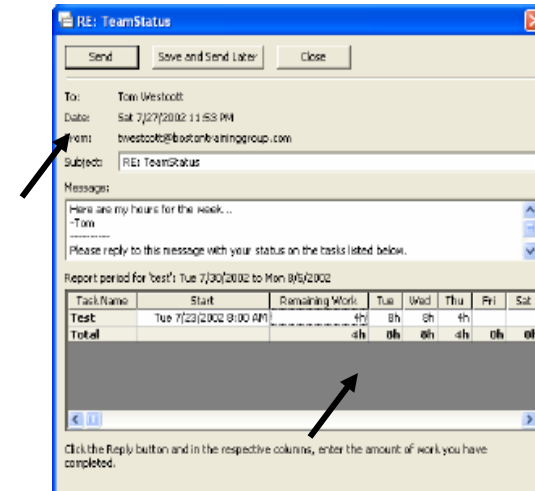 RE: TeamStatus
Send Save and Send Later Close
To: Tom Westcott
Date: Sat 7/27/2002 11:53 PM
From: twestcott@bostontraininggroup.com
Subject: RE: TeamStatus
Message:
Here are my hours for the week...
-Tom
----------
Please reply to this message with your status on the tasks listed below.
Report period for 'test': Tue 7/30/2002 to Mon 8/5/2002
Task Name Start Remaining Work Tue Wed Thu Fri Sat
Test Tue 7/23/2002 8:00 AM 4h 8h 8h 4h
Total 4h 8h 8h 4h 0h 0h
Click the Reply button and in the respective columns, enter the amount of work you have
completed.